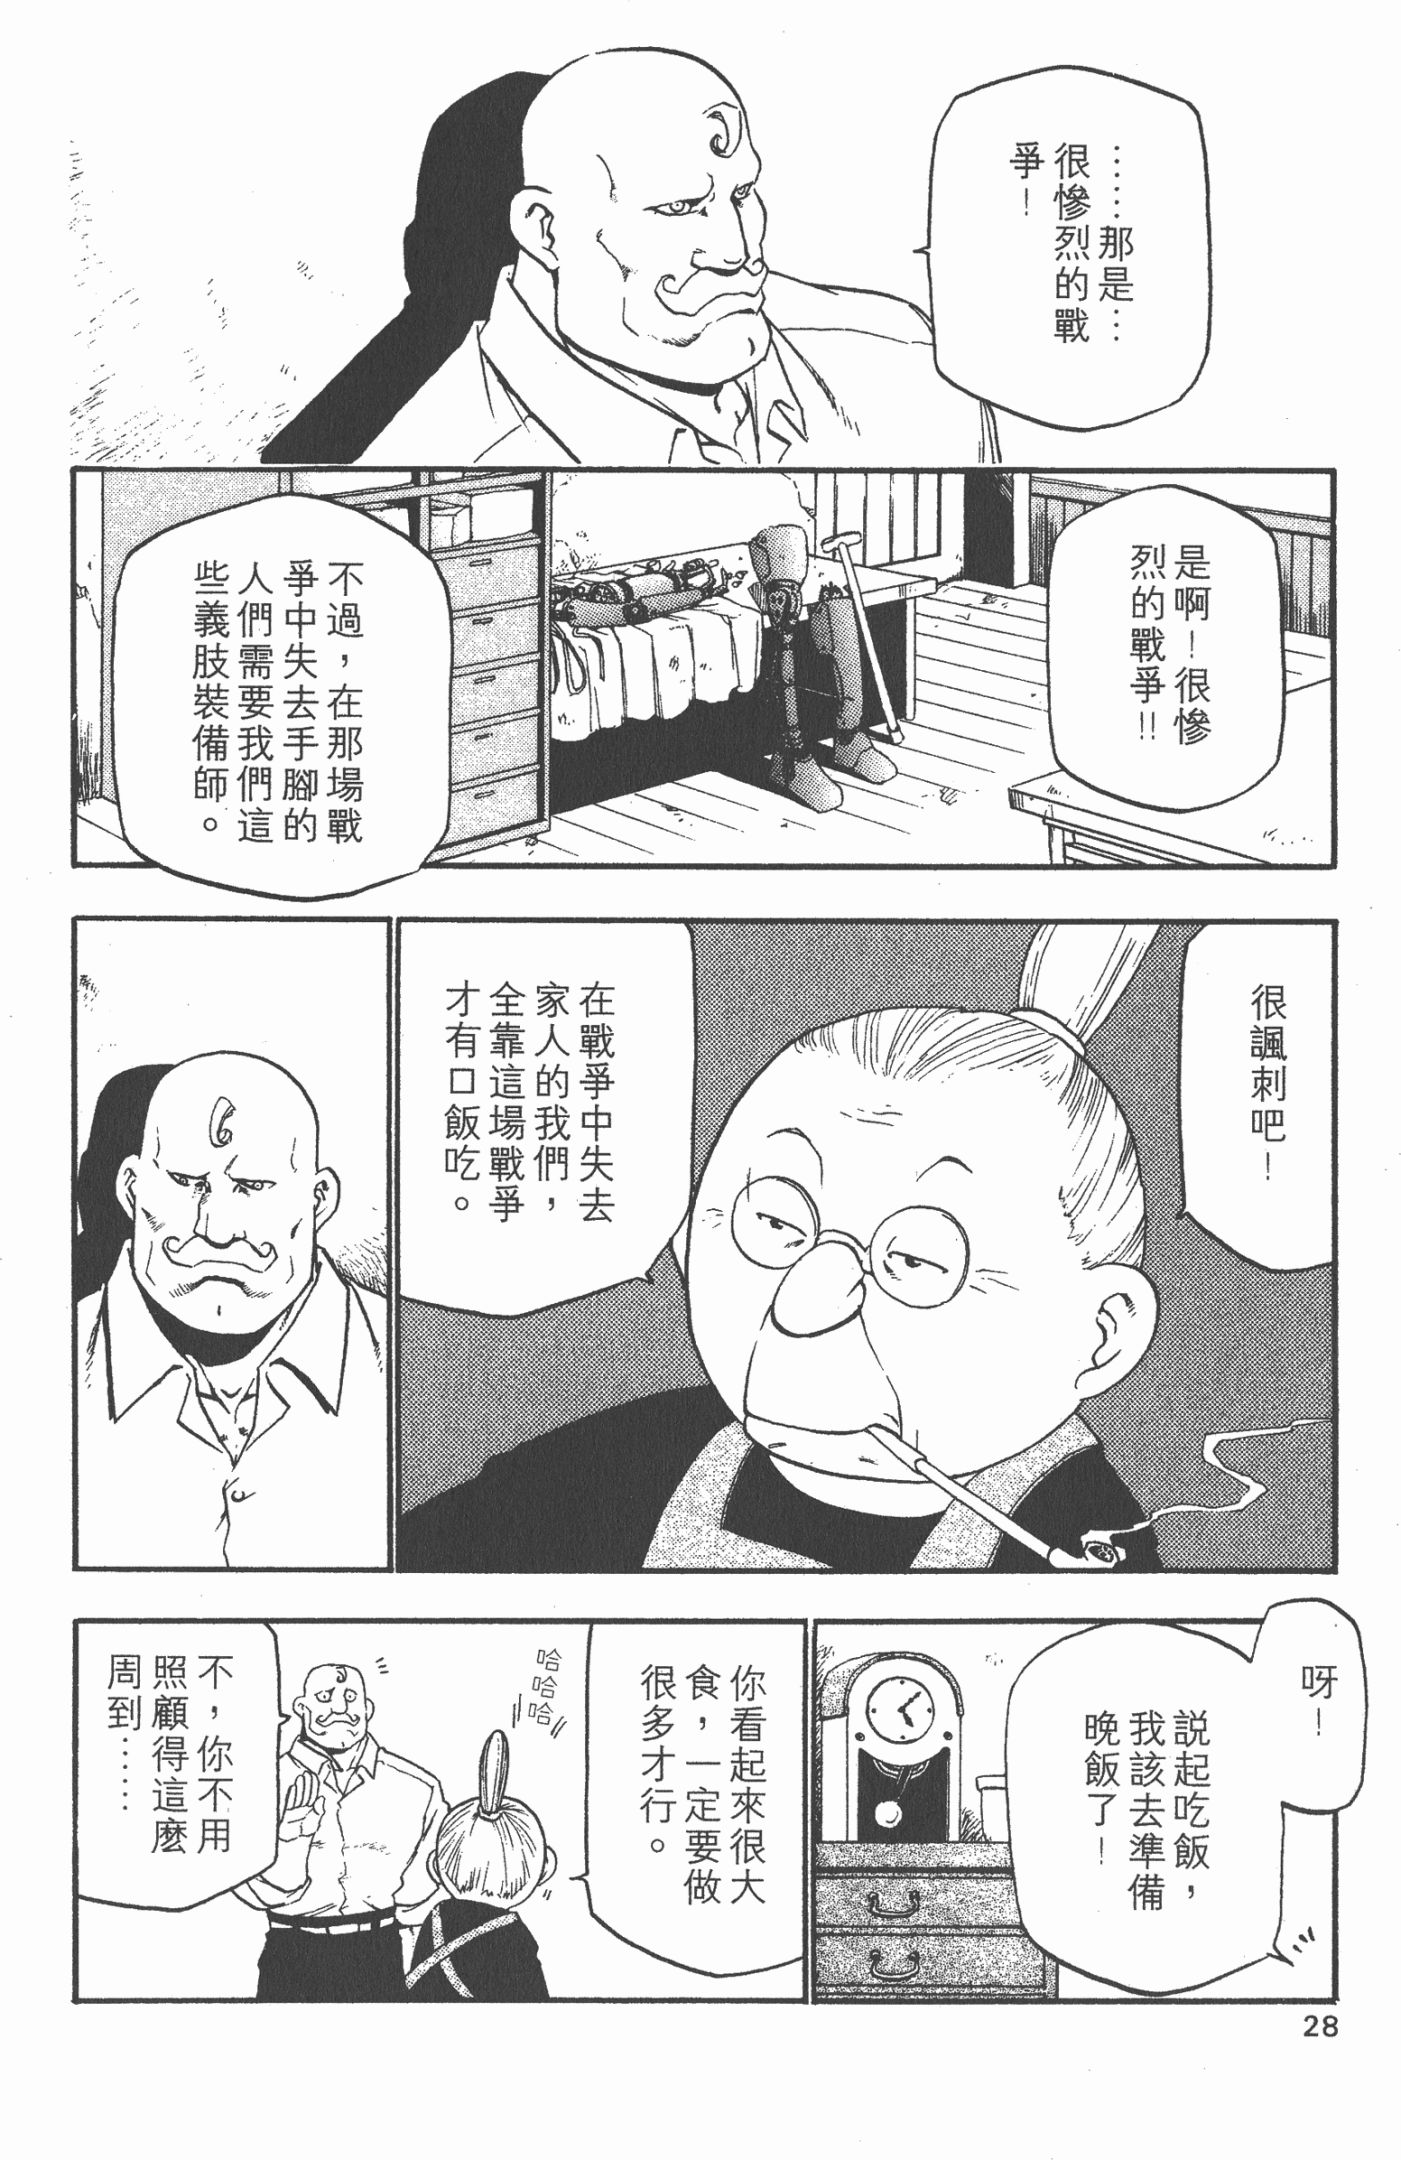 ……那是…
很慘烈的戰
爭！
是啊！很慘
烈的戰爭!!
不過，在那場戰
爭中失去手腳的
人們需要我們這
些義肢裝備師。
很諷刺吧！
在戰爭中失去
家人的我們，
全靠這場戰爭
才有口飯吃。
呀！
說起吃飯，
我該去準備
晚飯了！
你看起來很大
食，一定要做
很多才行。
哈
哈
哈
不，你不用
照顧得這麼
周到……
28